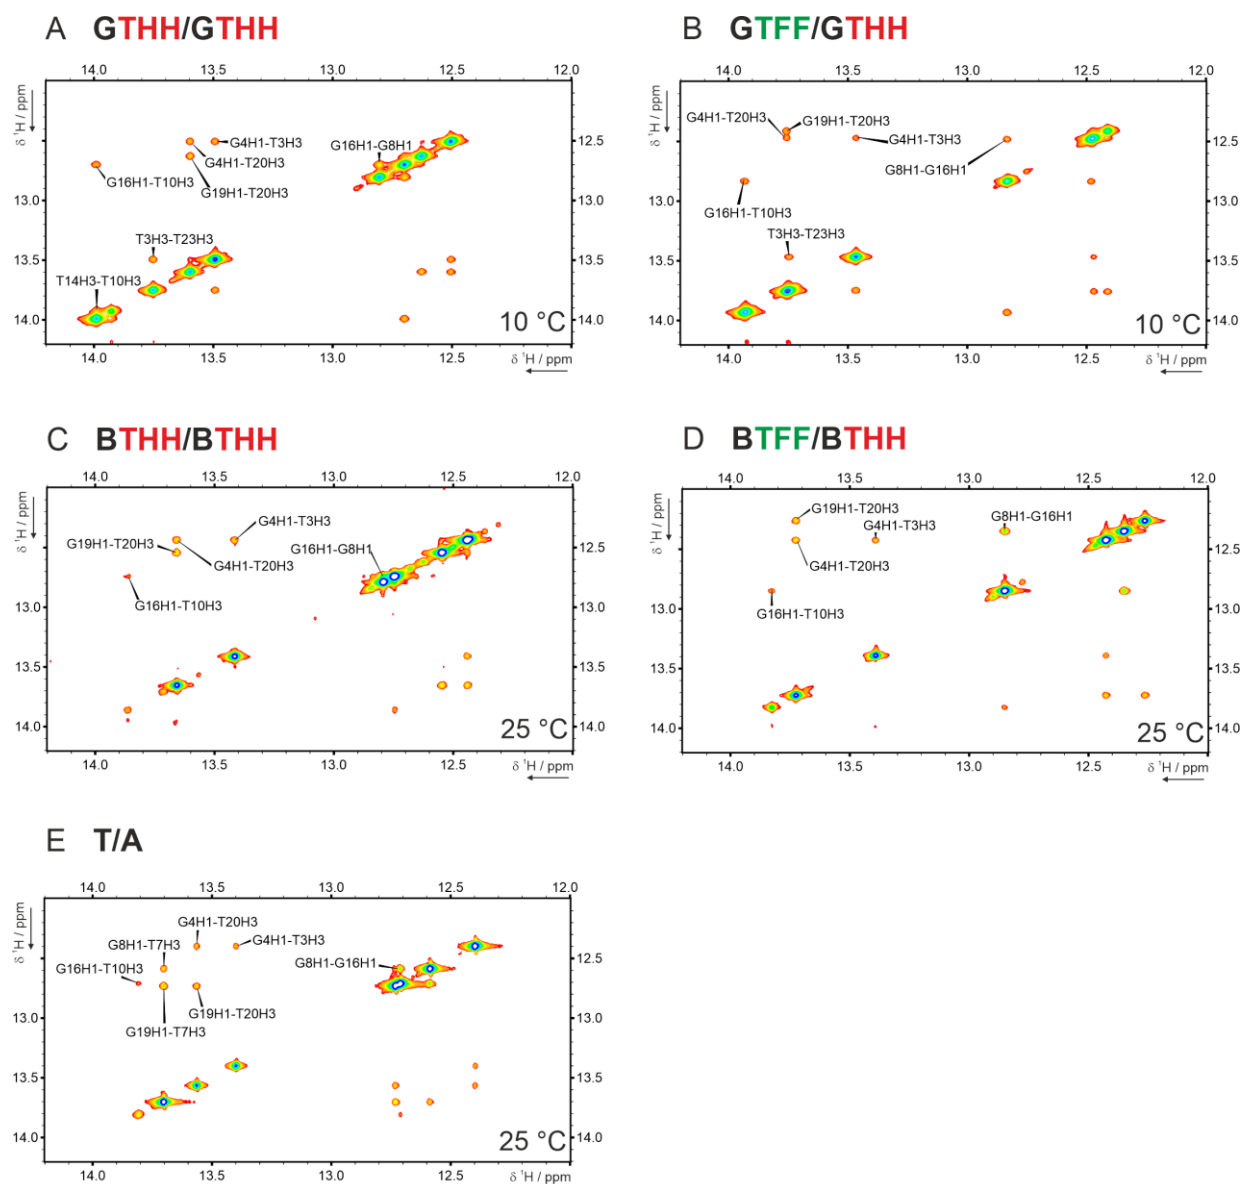 A GTHH/GTHH
14.0 13.5 13.0 12.5 12.0
δ ¹H / ppm
G4H1-T3H3
G4H1-T20H3
G19H1-T20H3
G16H1-G8H1
G16H1-T10H3
T3H3-T23H3
T14H3-T10H3
12.5
13.0
13.5
14.0
10 °C
14.0 13.5 13.0 12.5
δ ¹H / ppm
B GTFF/GTHH
14.0 13.5 13.0 12.5 12.0
δ ¹H / ppm
G4H1-T20H3
G19H1-T20H3
G4H1-T3H3
G8H1-G16H1
G16H1-T10H3
T3H3-T23H3
12.5
13.0
13.5
14.0
10 °C
14.0 13.5 13.0 12.5
δ ¹H / ppm
C BTHH/BTHH
14.0 13.5 13.0 12.5 12.0
δ ¹H / ppm
G4H1-T3H3
G19H1-T20H3
G4H1-T20H3
G16H1-G8H1
G16H1-T10H3
12.5
13.0
13.5
14.0
25 °C
14.0 13.5 13.0 12.5
δ ¹H / ppm
D BTFF/BTHH
14.0 13.5 13.0 12.5 12.0
δ ¹H / ppm
G19H1-T20H3
G4H1-T3H3
G8H1-G16H1
G4H1-T20H3
G16H1-T10H3
12.5
13.0
13.5
14.0
25 °C
14.0 13.5 13.0 12.5
δ ¹H / ppm
E T/A
14.0 13.5 13.0 12.5 12.0
δ ¹H / ppm
G4H1-T20H3
G8H1-T7H3
G4H1-T3H3
G16H1-T10H3
G8H1-G16H1
G19H1-T20H3
G19H1-T7H3
12.5
13.0
13.5
14.0
25 °C
14.0 13.5 13.0 12.5
δ ¹H / ppm